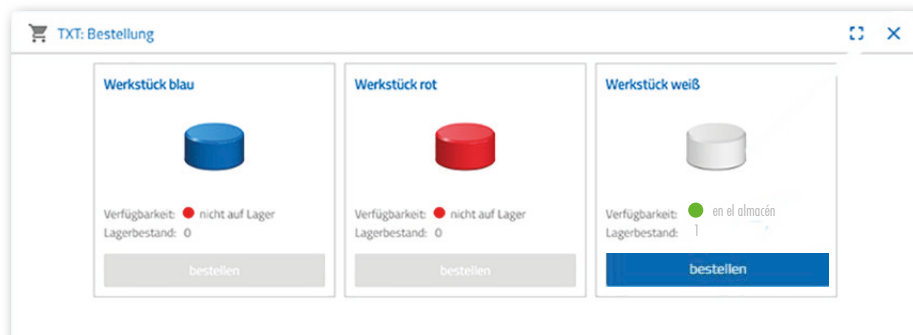 TXT: Bestellung
Werkstück blau
Verfügbarkeit: nicht auf Lager
Lagerbestand: 0
bestellen
Werkstück rot
Verfügbarkeit: nicht auf Lager
Lagerbestand: 0
bestellen
Werkstück weiß
Verfügbarkeit: en el almacén
Lagerbestand: 1
bestellen